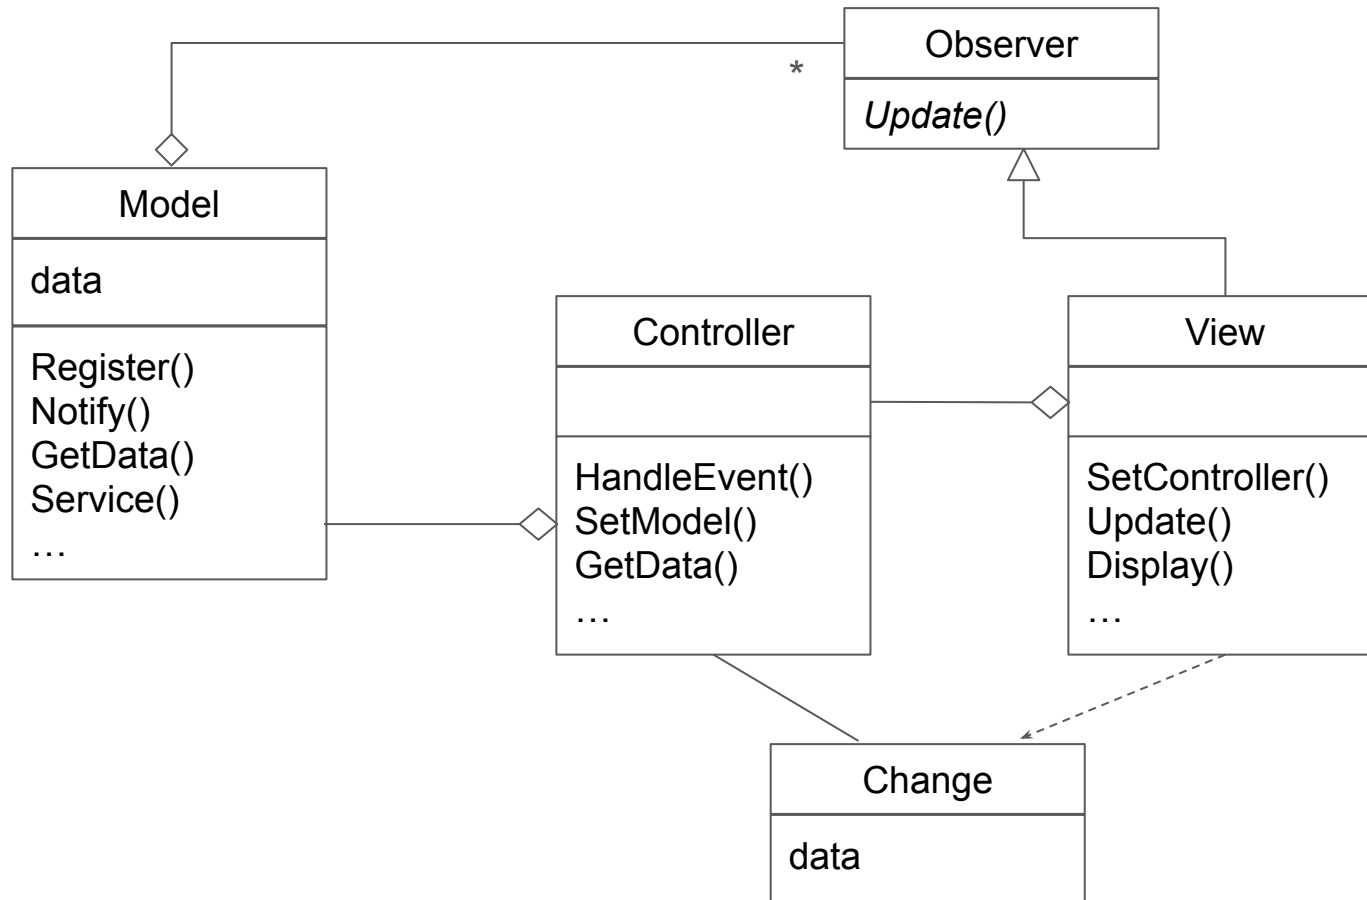 Observer
*
Update()
Model
data
Register()
Notify()
GetData()
Service()
…
Controller
HandleEvent()
SetModel()
GetData()
…
View
SetController()
Update()
Display()
…
Change
data